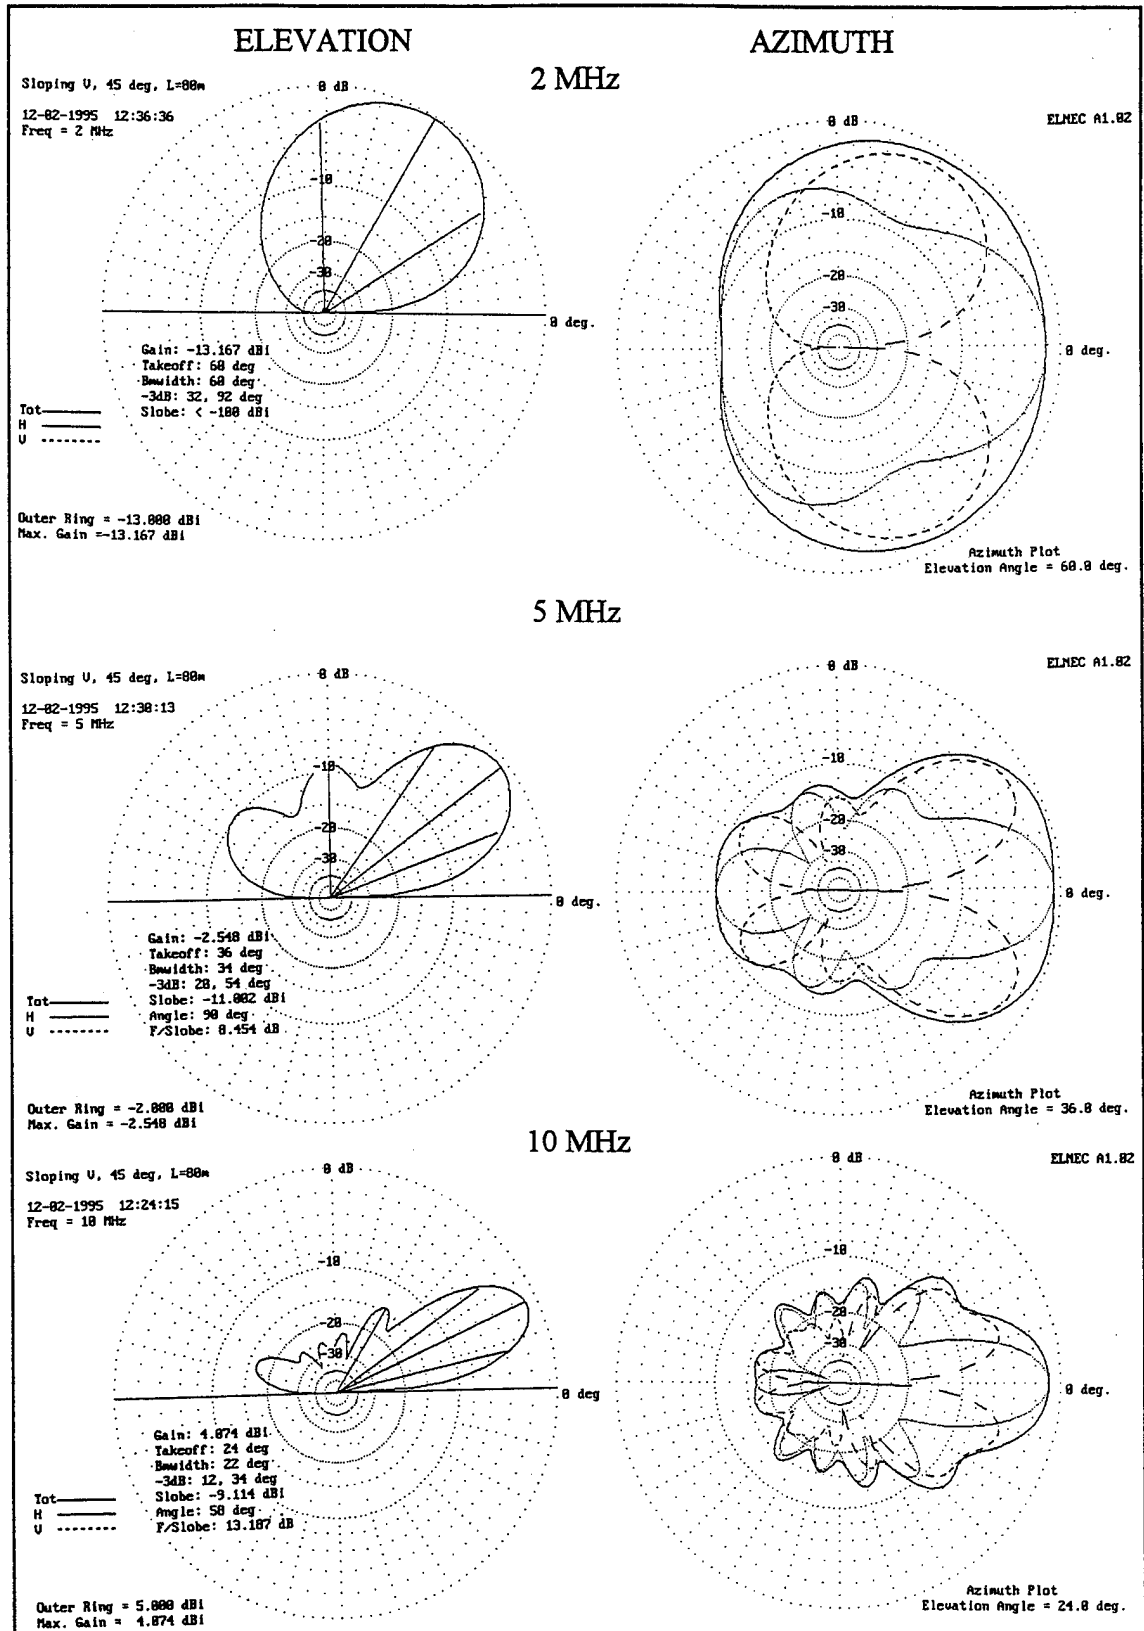 ELEVATION
AZIMUTH
2 MHz
Sloping V, 45 deg, L=80m
12-02-1995 12:36:36
Freq = 2 MHz
0 dB
-10
-20
-30
0 deg.
Gain: -13.167 dBi
Takeoff: 60 deg
Bmwidth: 60 deg
-3dB: 32, 92 deg
Slobe: < -100 dBi
Tot
H
V
Outer Ring = -13.000 dBi
Max. Gain =-13.167 dBi
0 dB
ELNEC A1.02
-10
-20
-30
0 deg.
Azimuth Plot
Elevation Angle = 60.0 deg.
5 MHz
Sloping V, 45 deg, L=80m
12-02-1995 12:30:13
Freq = 5 MHz
0 dB
-10
-20
-30
0 deg.
Gain: -2.548 dBi
Takeoff: 36 deg
Bmwidth: 34 deg
-3dB: 20, 54 deg
Slobe: -11.002 dBi
Angle: 90 deg
F/Slobe: 8.454 dB
Tot
H
V
Outer Ring = -2.000 dBi
Max. Gain = -2.548 dBi
0 dB
ELNEC A1.02
-10
-20
-30
0 deg.
Azimuth Plot
Elevation Angle = 36.0 deg.
10 MHz
Sloping V, 45 deg, L=80m
12-02-1995 12:24:15
Freq = 10 MHz
0 dB
-10
-20
-30
0 deg
Gain: 4.074 dBi
Takeoff: 24 deg
Bmwidth: 22 deg
-3dB: 12, 34 deg
Slobe: -9.114 dBi
Angle: 58 deg
F/Slobe: 13.187 dB
Tot
H
V
Outer Ring = 5.000 dBi
Max. Gain = 4.074 dBi
0 dB
ELNEC A1.02
-10
-20
-30
0 deg.
Azimuth Plot
Elevation Angle = 24.0 deg.